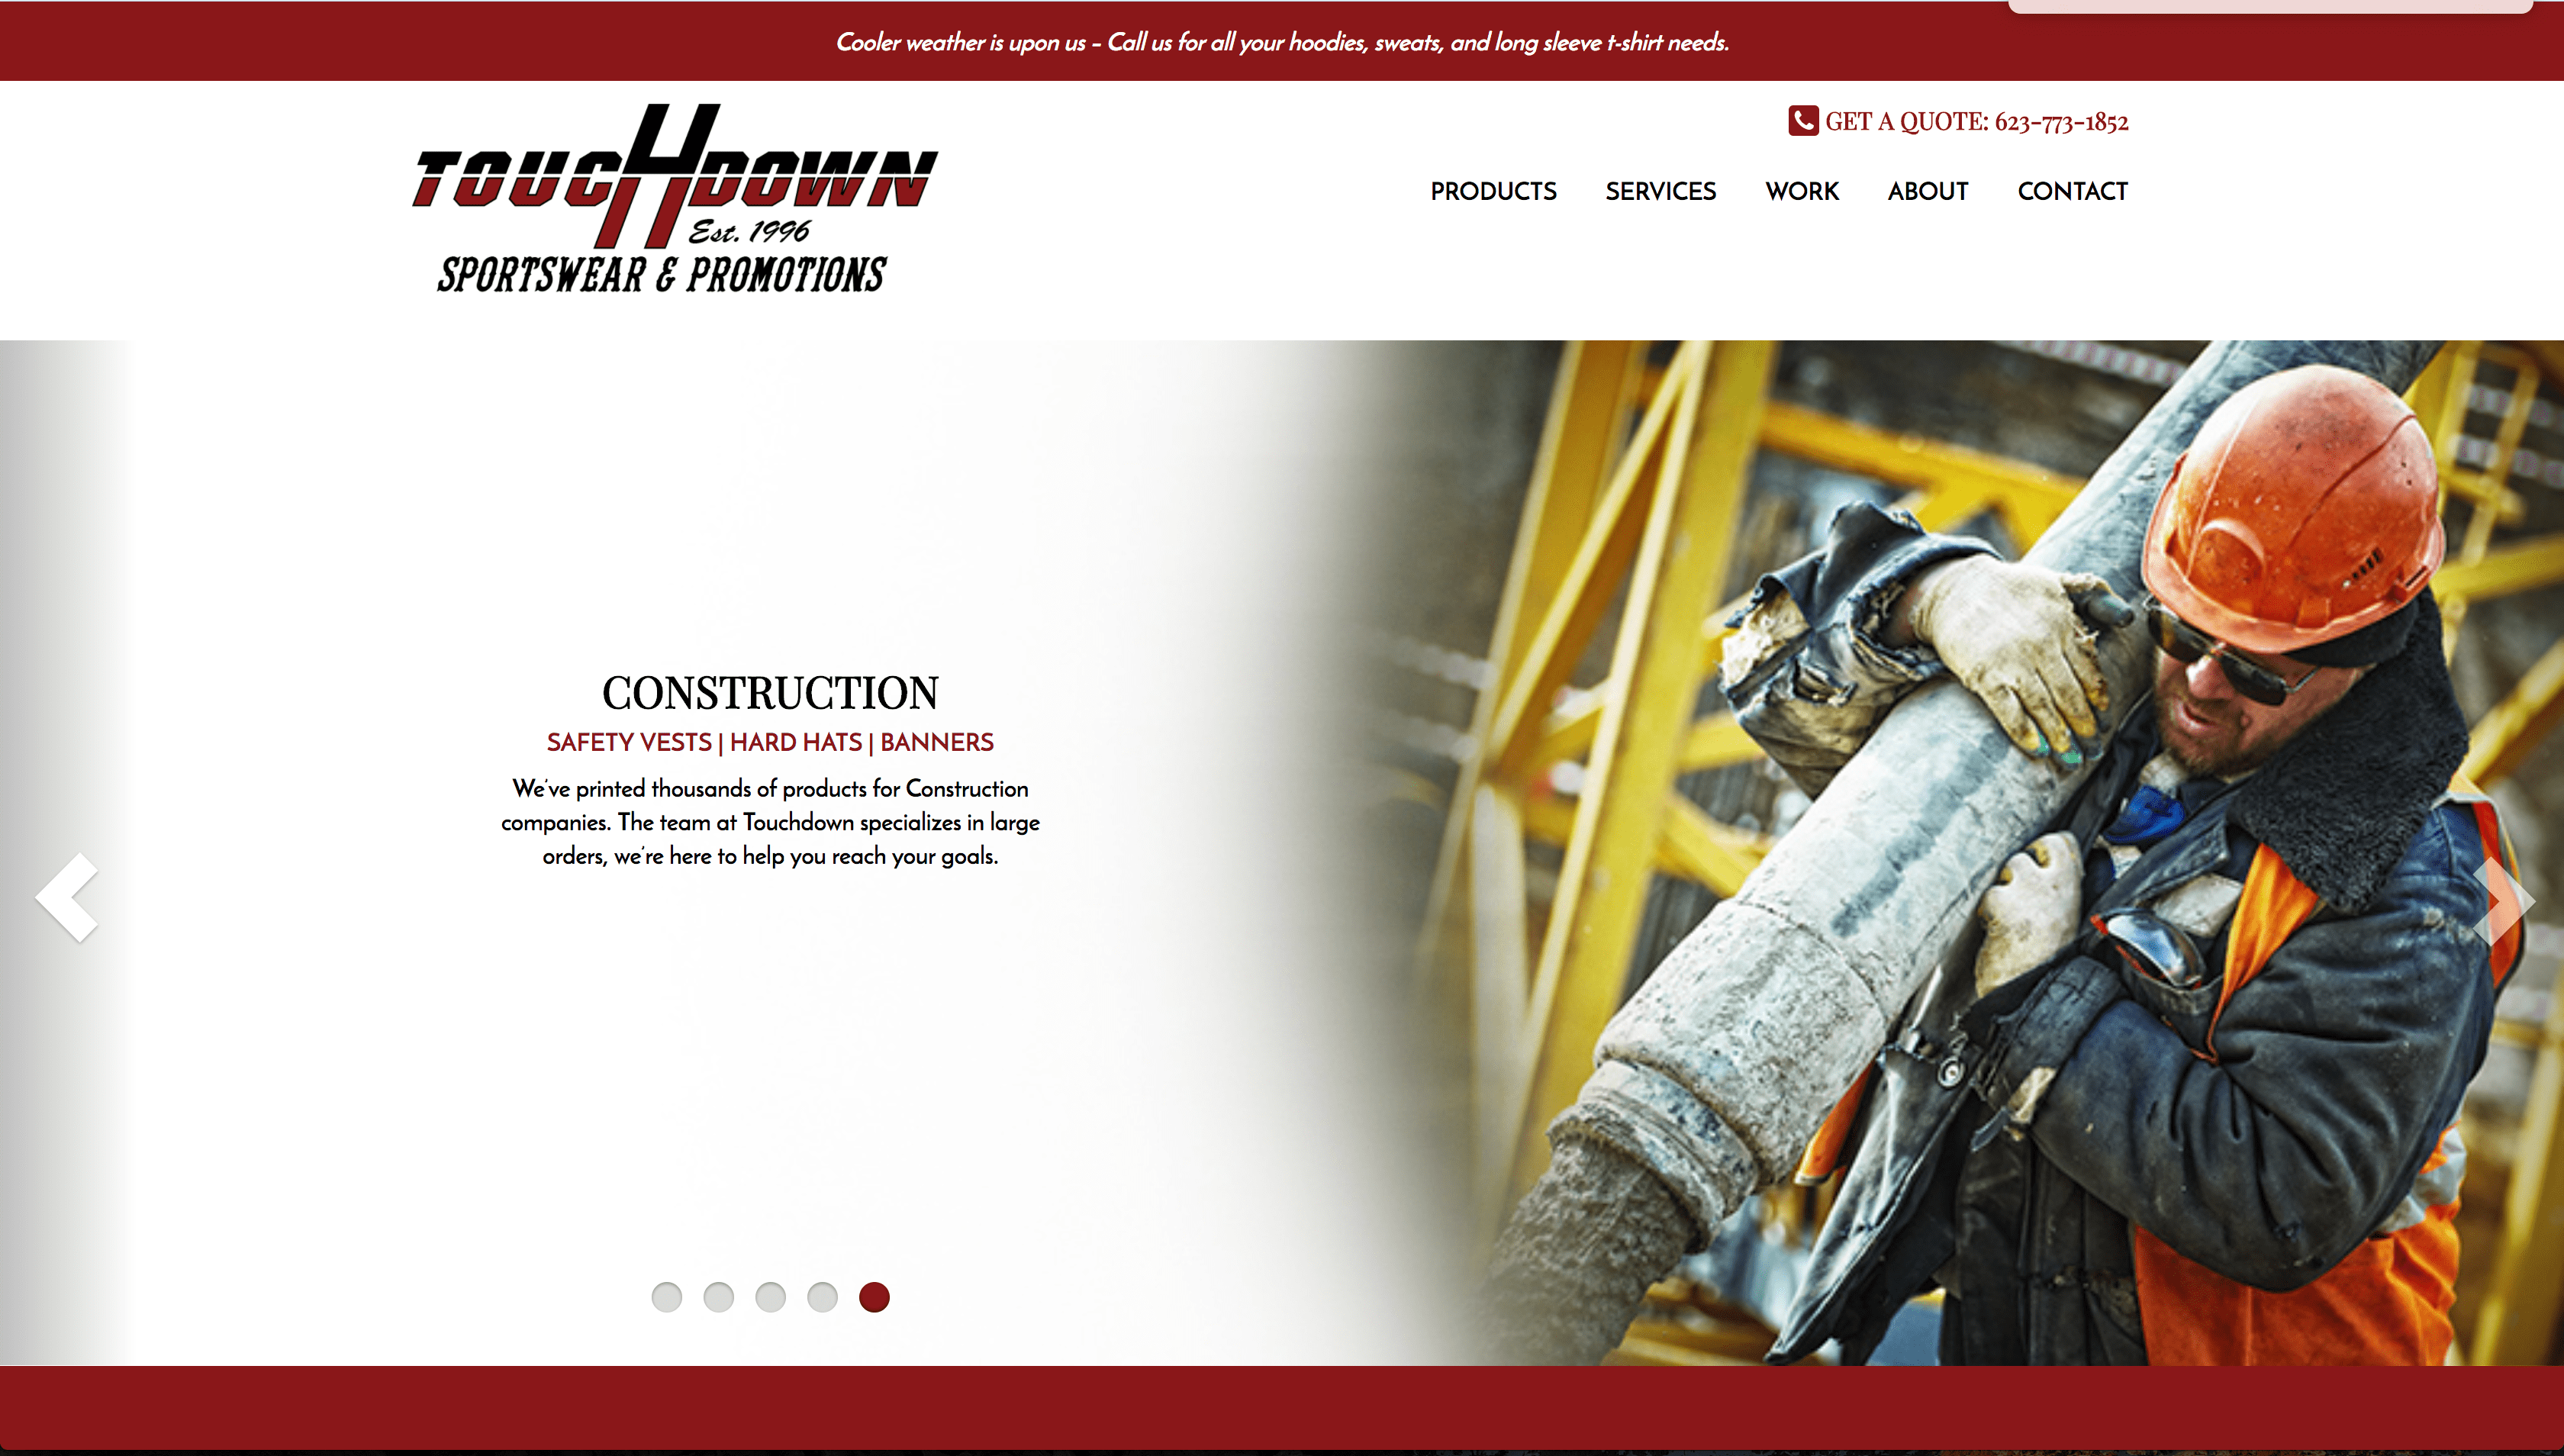 Cooler weather is upon us – Call us for all your hoodies, sweats, and long sleeve t-shirt needs.
TOUCHDOWN
Est. 1996
SPORTSWEAR & PROMOTIONS
GET A QUOTE: 623-773-1852
PRODUCTS SERVICES WORK ABOUT CONTACT
CONSTRUCTION
SAFETY VESTS | HARD HATS | BANNERS
We've printed thousands of products for Construction
companies. The team at Touchdown specializes in large
orders, we're here to help you reach your goals.